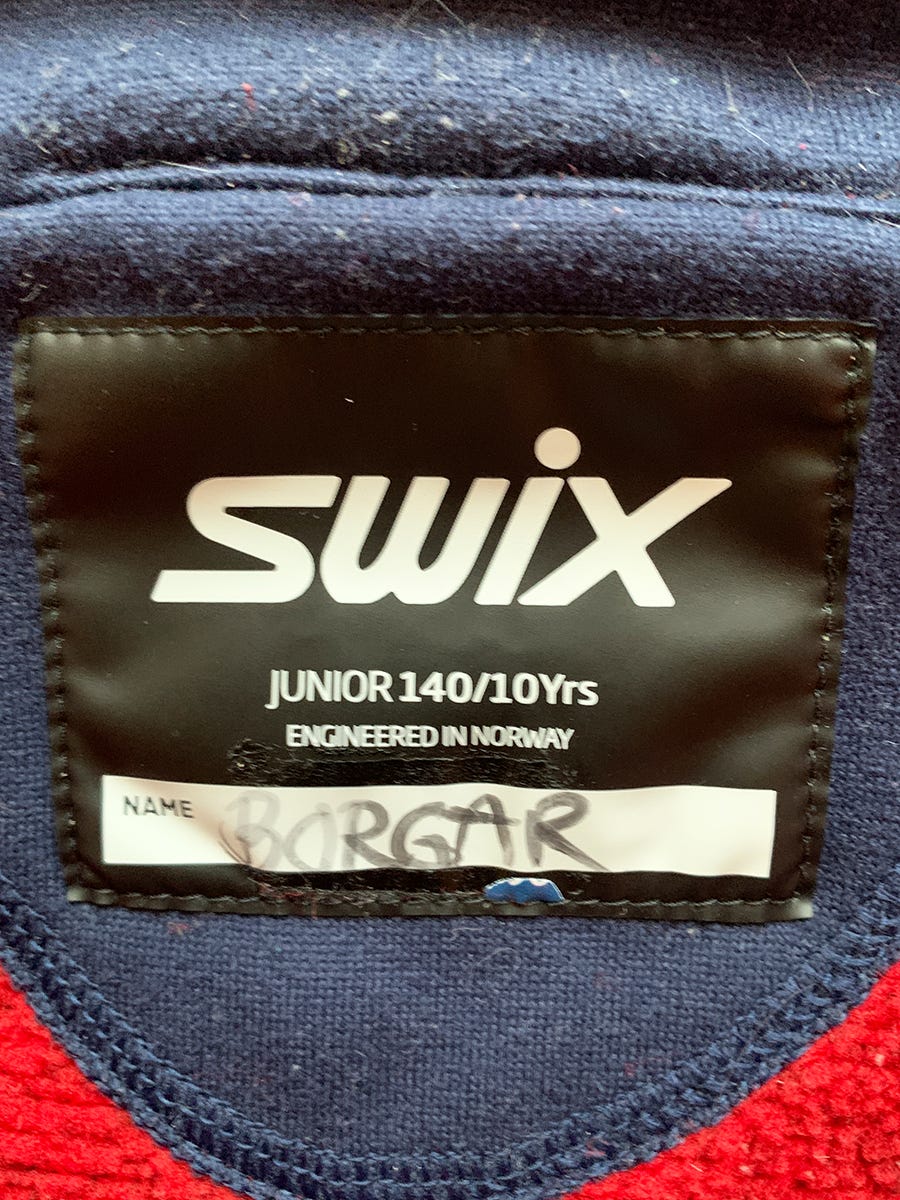 swix
JUNIOR 140/10Yrs
ENGINEERED IN NORWAY
NAME BORGAR